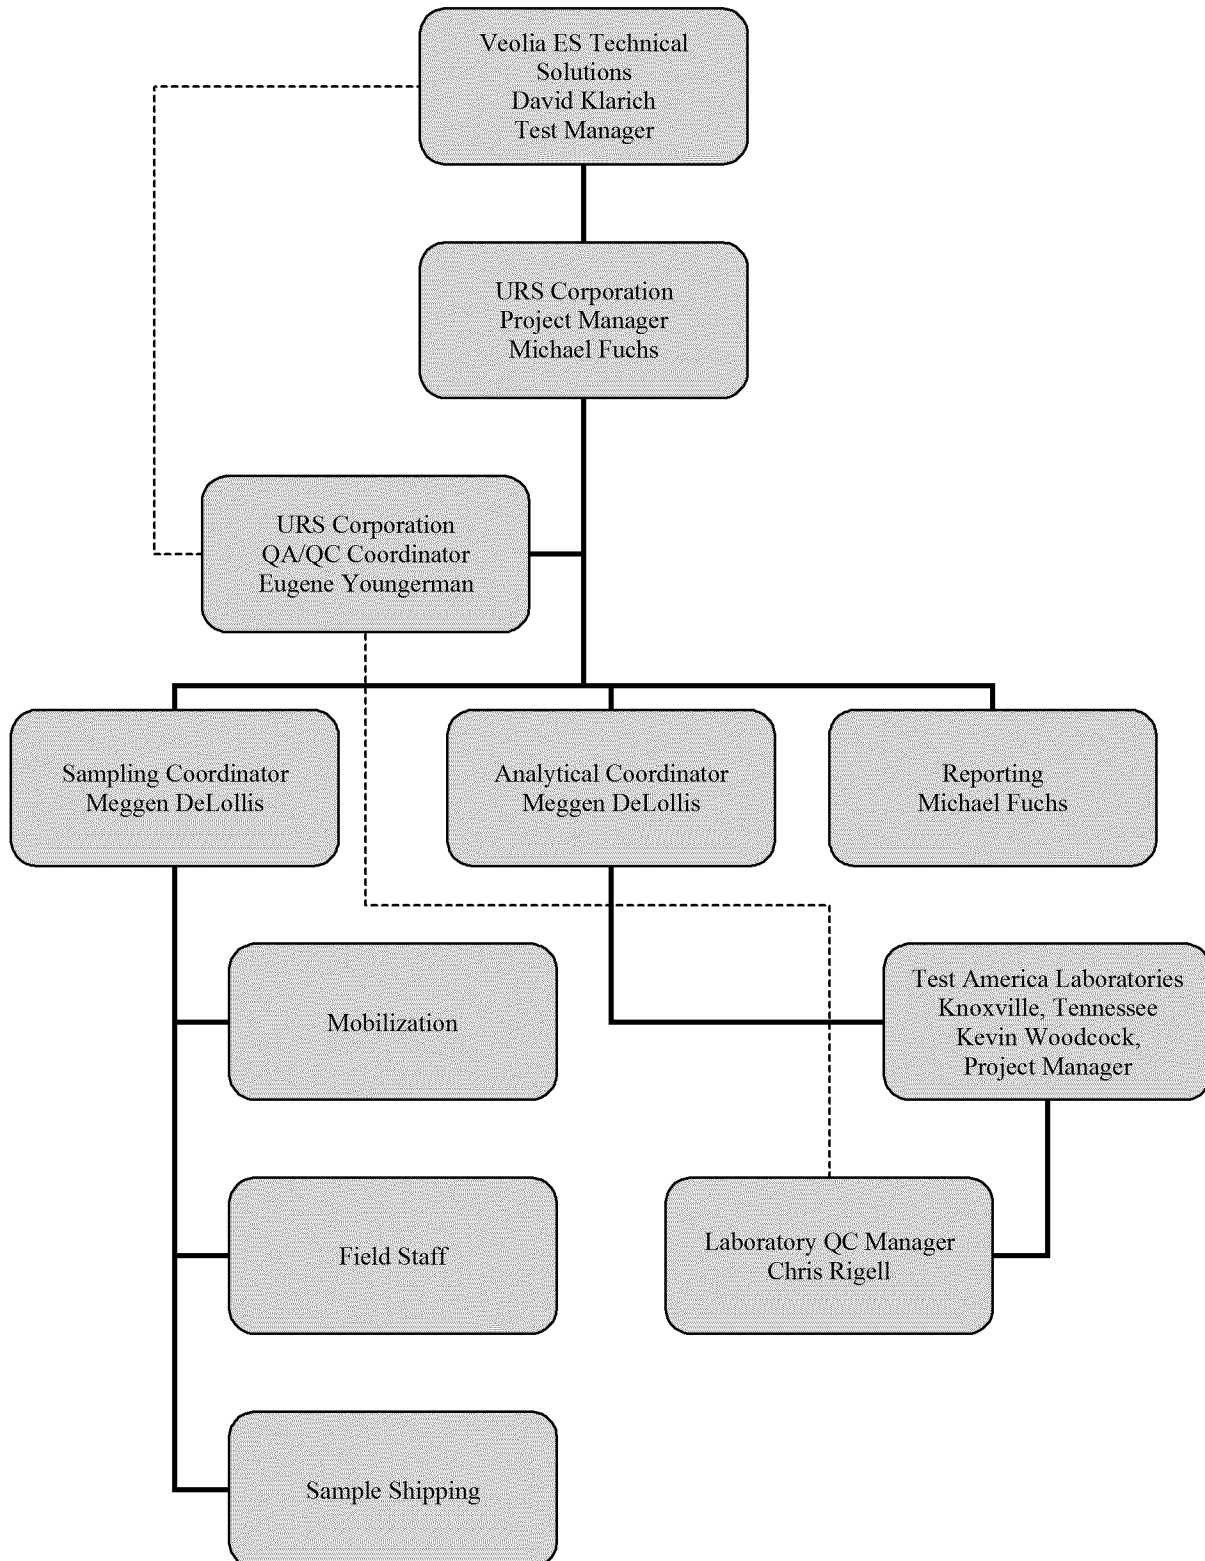 Veolia ES Technical
Solutions
David Klarich
Test Manager
URS Corporation
Project Manager
Michael Fuchs
URS Corporation
QA/QC Coordinator
Eugene Youngerman
Sampling Coordinator
Meggen DeLollis
Analytical Coordinator
Meggen DeLollis
Reporting
Michael Fuchs
Mobilization
Test America Laboratories
Knoxville, Tennessee
Kevin Woodcock,
Project Manager
Field Staff
Laboratory QC Manager
Chris Rigell
Sample Shipping